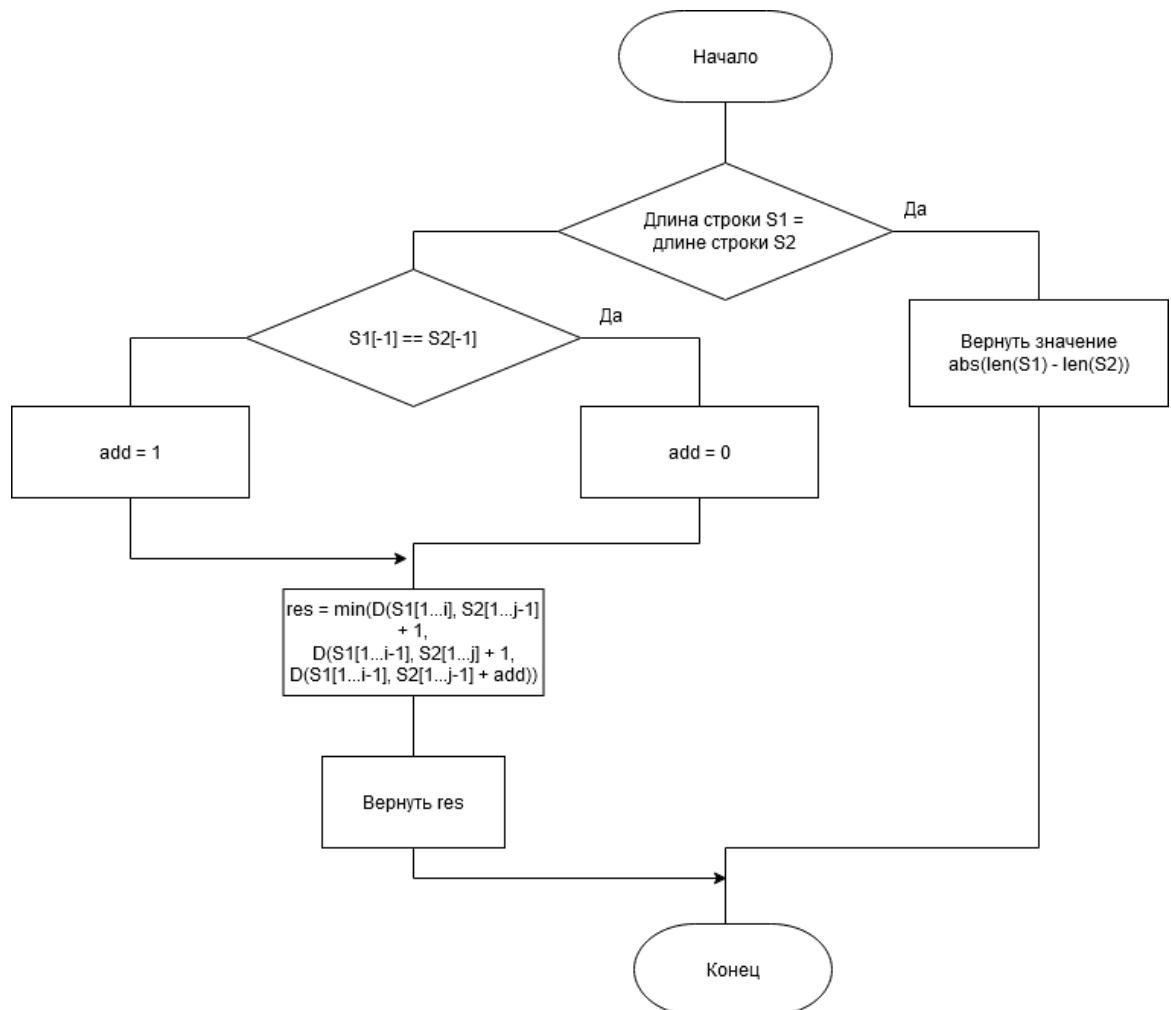 Начало
Длина строки S1 =
длине строки S2
Да
S1[-1] == S2[-1]
Да
Вернуть значение
abs(len(S1) - len(S2))
add = 1
add = 0
res = min(D(S1[1...i], S2[1...j-1]
+ 1,
D(S1[1...i-1], S2[1...j] + 1,
D(S1[1...i-1], S2[1...j-1] + add))
Вернуть res
Конец